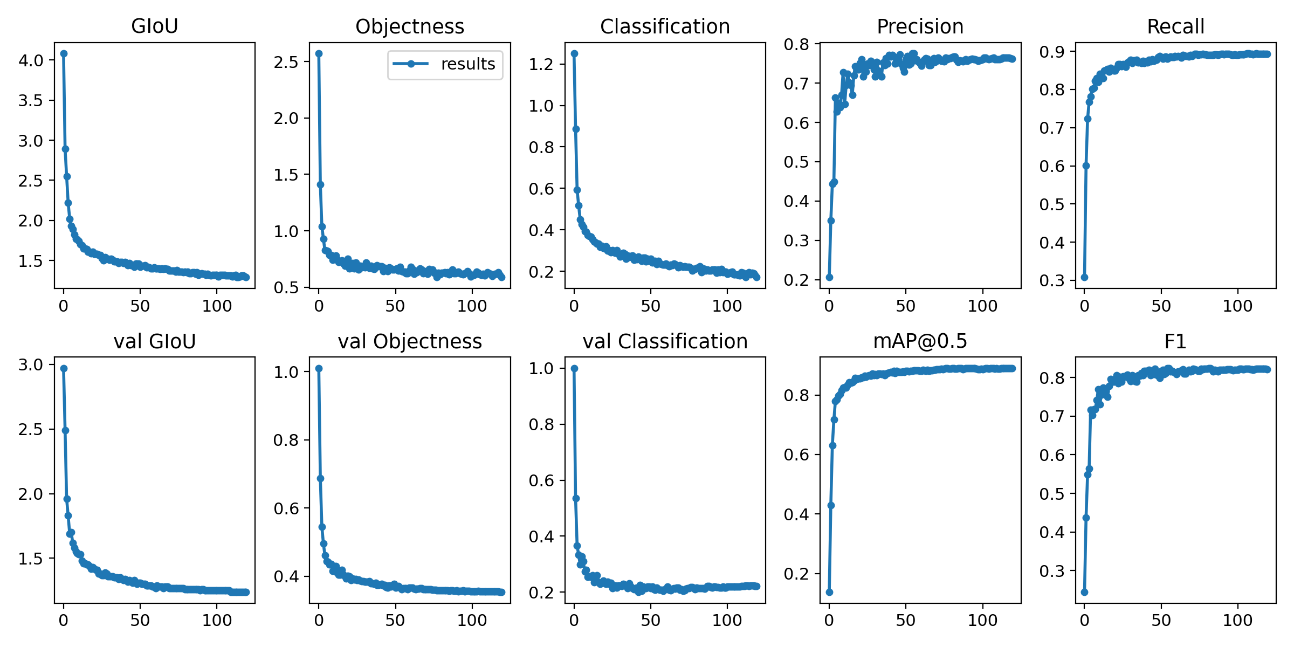 GIoU Objectness Classification Precision Recall
4.0 3.5 3.0 2.5 2.0 1.5
0 50 100
results
2.5 2.0 1.5 1.0 0.5
0 50 100
1.2 1.0 0.8 0.6 0.4 0.2
0 50 100
0.8 0.7 0.6 0.5 0.4 0.3 0.2
0 50 100
0.9 0.8 0.7 0.6 0.5 0.4 0.3
0 50 100
val GIoU val Objectness val Classification mAP@0.5 F1
3.0 2.5 2.0 1.5
0 50 100
1.0 0.8 0.6 0.4
0 50 100
1.0 0.8 0.6 0.4 0.2
0 50 100
0.8 0.6 0.4 0.2
0 50 100
0.8 0.7 0.6 0.5 0.4 0.3
0 50 100